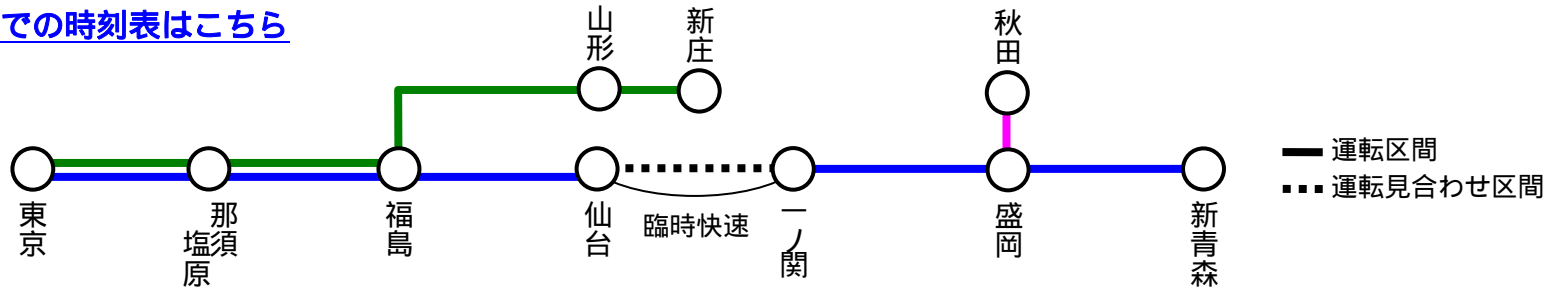 での時刻表はこちら
山形
新庄
秋田
運転区間
運転見合わせ区間
東京
那須
塩原
福島
仙台
臨時快速
一ノ関
盛岡
新青森